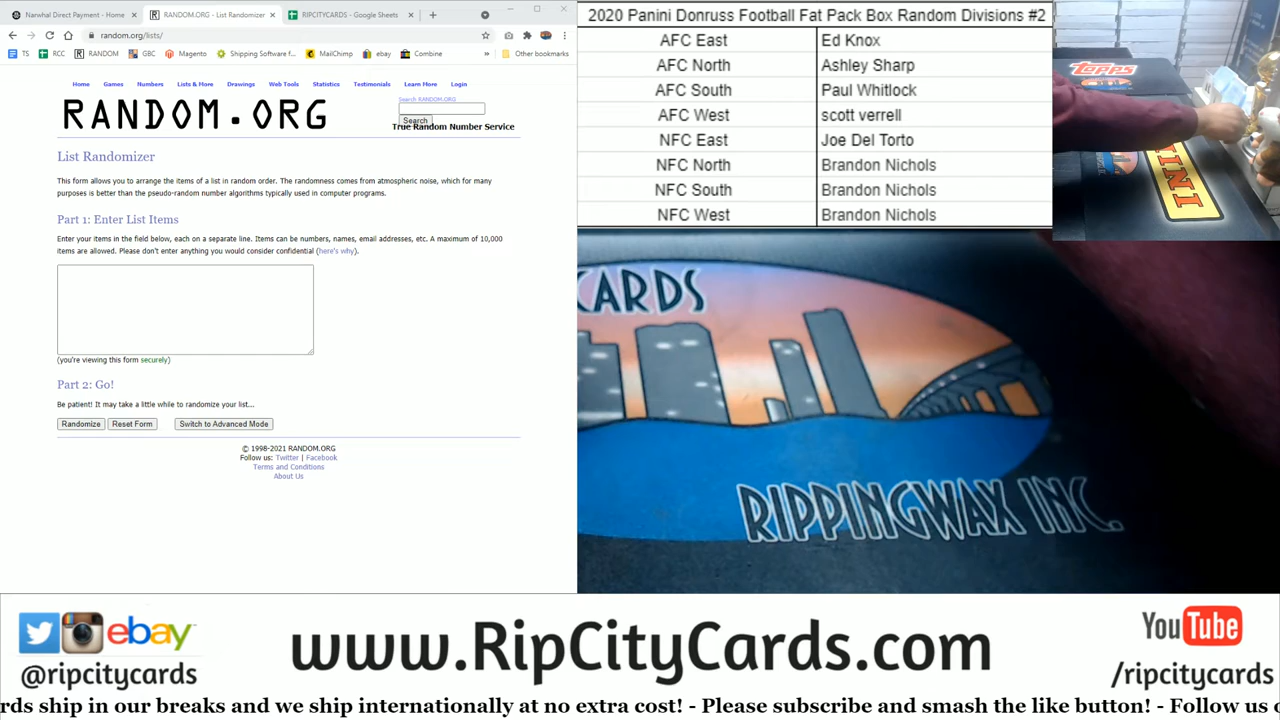 Narwhal Direct Payment - Home
RANDOM.ORG - List Randomizer
RIPCITYCARDS - Google Sheets
random.org/lists/
TS
RCC
RANDOM
GBC
Magento
Shipping Software f...
MailChimp
ebay
Combine
»
Other bookmarks
Home
Games
Numbers
Lists & More
Drawings
Web Tools
Statistics
Testimonials
Learn More
Login
RANDOM.ORG
Search RANDOM.ORG
Search
True Random Number Service
List Randomizer
This form allows you to arrange the items of a list in random order. The randomness comes from atmospheric noise, which for many
purposes is better than the pseudo-random number algorithms typically used in computer programs.
Part 1: Enter List Items
Enter your items in the field below, each on a separate line. Items can be numbers, names, email addresses, etc. A maximum of 10,000
items are allowed. Please don't enter anything you would consider confidential (here's why).
(you're viewing this form securely)
Part 2: Go!
Be patient! It may take a little while to randomize your list...
Randomize
Reset Form
Switch to Advanced Mode
© 1998-2021 RANDOM.ORG
Follow us: Twitter | Facebook
Terms and Conditions
About Us
2020 Panini Donruss Football Fat Pack Box Random Divisions #2
AFC East Ed Knox
AFC North Ashley Sharp
AFC South Paul Whitlock
AFC West scott verrell
NFC East Joe Del Torto
NFC North Brandon Nichols
NFC South Brandon Nichols
NFC West Brandon Nichols
Topps
INI
CARDS
RIPPINGWAX INC.
ebay
@ripcitycards
www.RipCityCards.com
YouTube
/ripcitycards
rds ship in our breaks and we ship internationally at no extra cost! - Please subscribe and smash the like button! - Follow us o